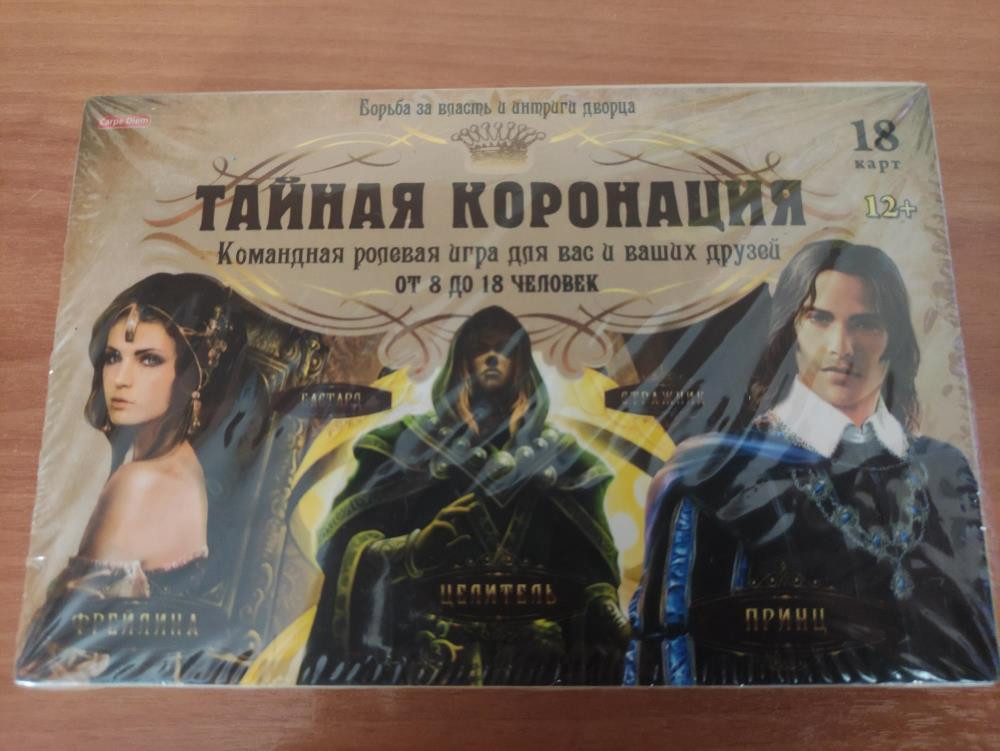 Борьба за власть и интриги дворца
Carpe Diem
18
карт
ТАЙНАЯ КОРОНАЦИЯ
12+
Командная ролевая игра для вас и ваших друзей
ОТ 8 ДО 18 ЧЕЛОВЕК
БАСТАРД
СТРАЖНИК
ФРЕЙЛИНА
ЦЕЛИТЕЛЬ
ПРИНЦ